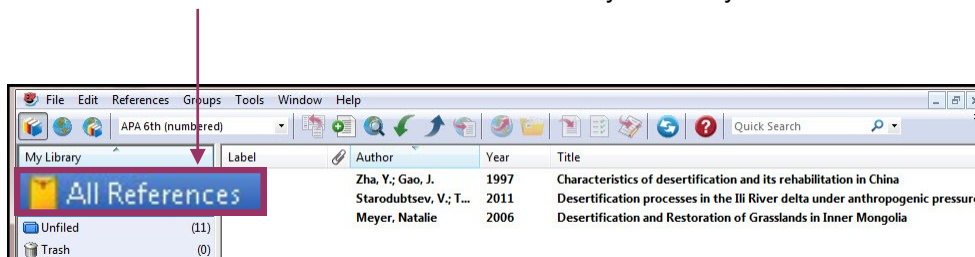 File Edit References Groups Tools Window Help
APA 6th (numbered) Quick Search
My Library Label Author Year Title
All References
Zha, Y.; Gao, J. 1997 Characteristics of desertification and its rehabilitation in China
Starodubtsev, V.; T... 2011 Desertification processes in the Ili River delta under anthropogenic pressure
Meyer, Natalie 2006 Desertification and Restoration of Grasslands in Inner Mongolia
Unfiled (11)
Trash (0)